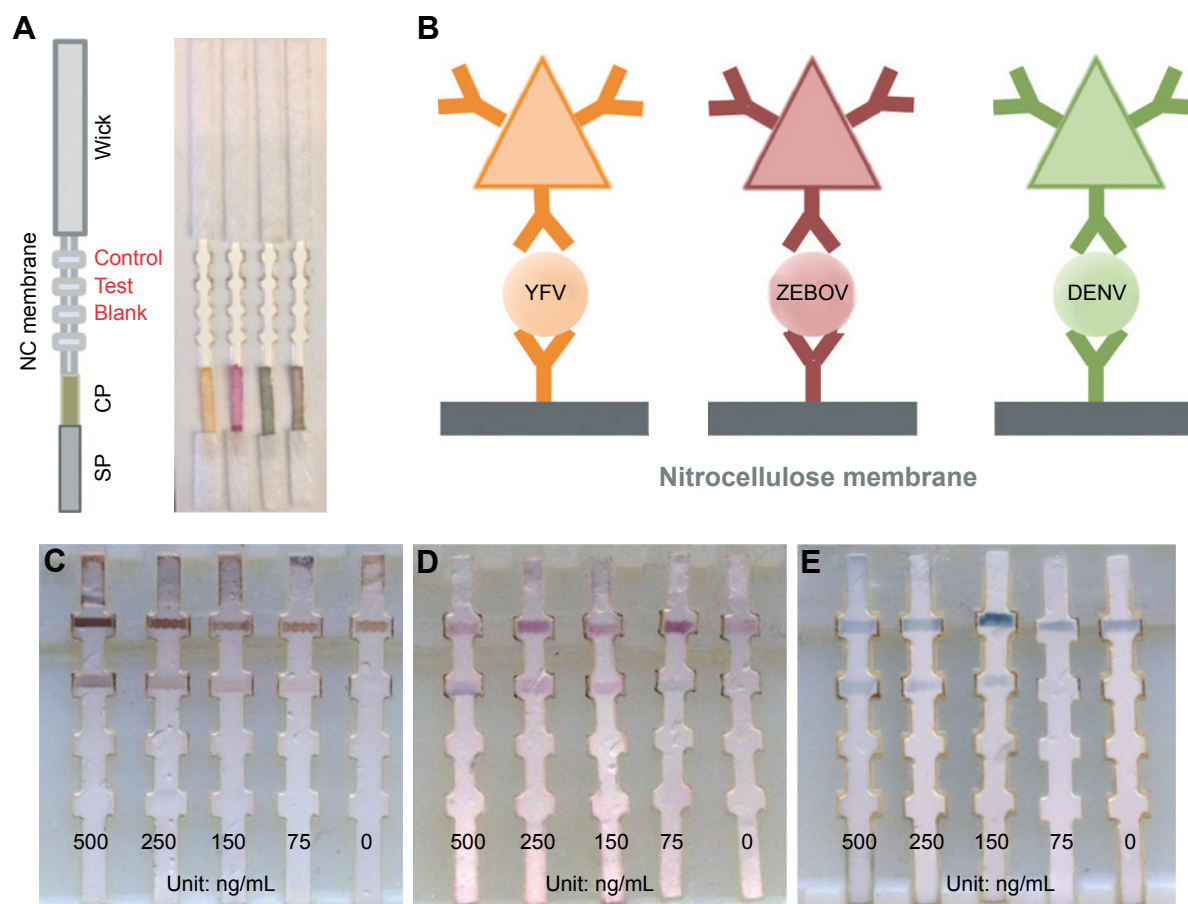 A
Wick
NC membrane
Control
Test
Blank
CP
SP
B
YFV
ZEBOV
DENV
Nitrocellulose membrane
C
500 250 150 75 0
Unit: ng/mL
D
500 250 150 75 0
Unit: ng/mL
E
500 250 150 75 0
Unit: ng/mL